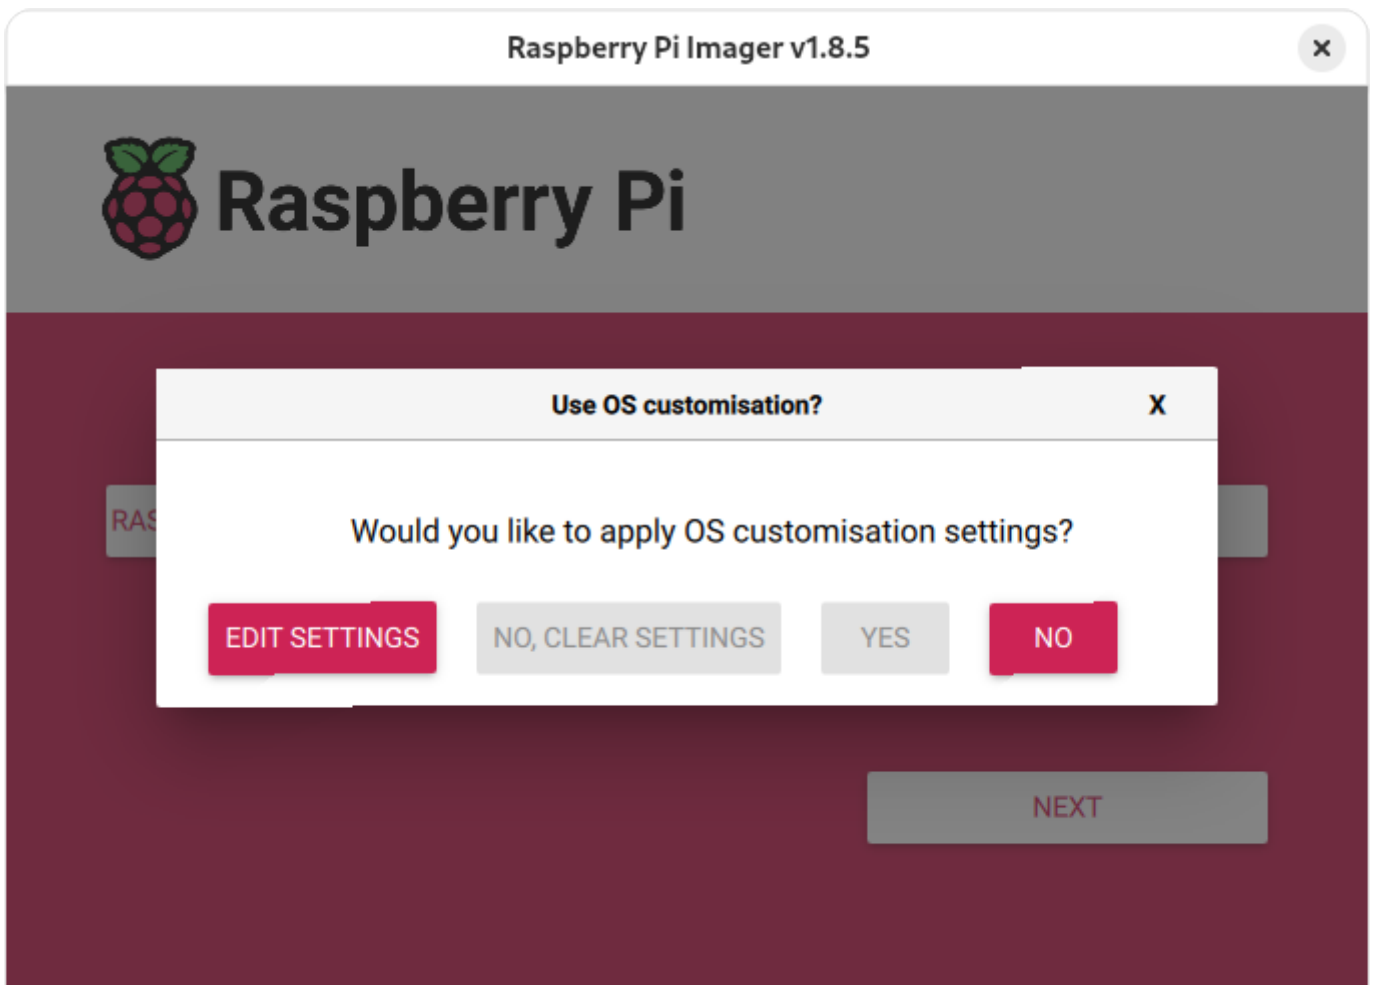 Raspberry Pi Imager v1.8.5
Raspberry Pi
Use OS customisation? X
RAS
Would you like to apply OS customisation settings?
EDIT SETTINGS NO, CLEAR SETTINGS YES NO
NEXT